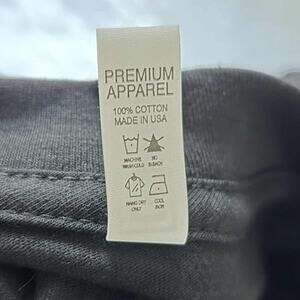 PREMIUM
APPAREL
100% COTTON
MADE IN USA
MACHINE
WASH COLD
NO
BLEACH
HANG DRY
ONLY
COOL
IRON